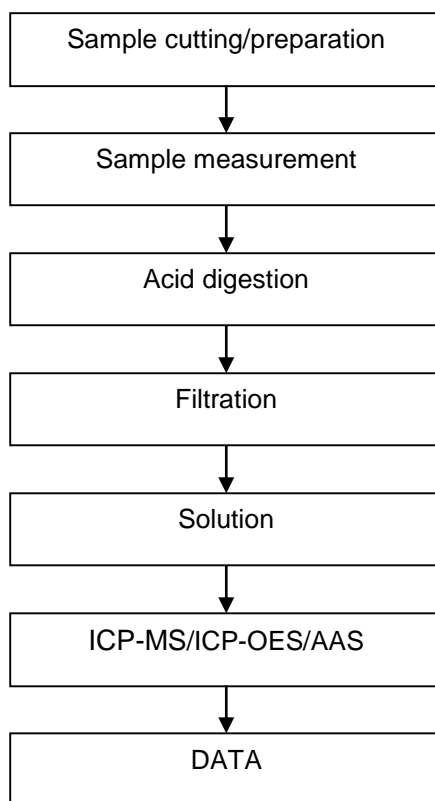 Sample cutting/preparation
Sample measurement
Acid digestion
Filtration
Solution
ICP-MS/ICP-OES/AAS
DATA